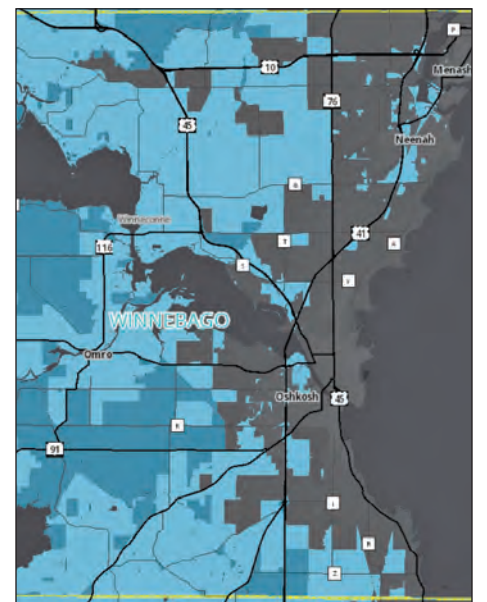 P
10
Menash
76
45
Neenah
41
Winneconne
116
WINNEBAGO
Omro
Oshkosh
45
K
91
Z